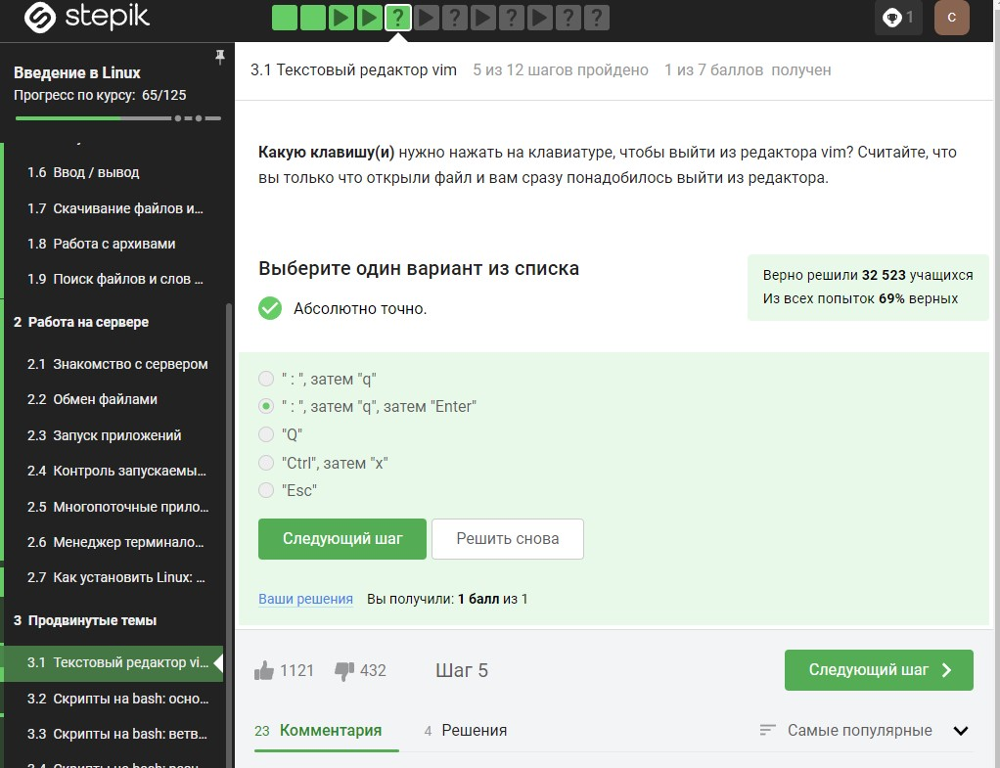 stepik
? ? ? ? ?
1
C
Введение в Linux
Прогресс по курсу: 65/125
1.6 Ввод / вывод
1.7 Скачивание файлов и...
1.8 Работа с архивами
1.9 Поиск файлов и слов ...
2 Работа на сервере
2.1 Знакомство с сервером
2.2 Обмен файлами
2.3 Запуск приложений
2.4 Контроль запускаемы...
2.5 Многопоточные прило...
2.6 Менеджер терминало...
2.7 Как установить Linux: ...
3 Продвинутые темы
3.1 Текстовый редактор vi...
3.2 Скрипты на bash: осно...
3.3 Скрипты на bash: ветв...
3.1 Текстовый редактор vim 5 из 12 шагов пройдено 1 из 7 баллов получен
Какую клавишу(и) нужно нажать на клавиатуре, чтобы выйти из редактора vim? Считайте, что
вы только что открыли файл и вам сразу понадобилось выйти из редактора.
Выберите один вариант из списка
Абсолютно точно.
Верно решили 32 523 учащихся
Из всех попыток 69% верных
" : ", затем "q"
" : ", затем "q", затем "Enter"
"Q"
"Ctrl", затем "x"
"Esc"
Следующий шаг
Решить снова
Ваши решения Вы получили: 1 балл из 1
1121 432 Шаг 5
Следующий шаг
23 Комментария 4 Решения
Самые популярные